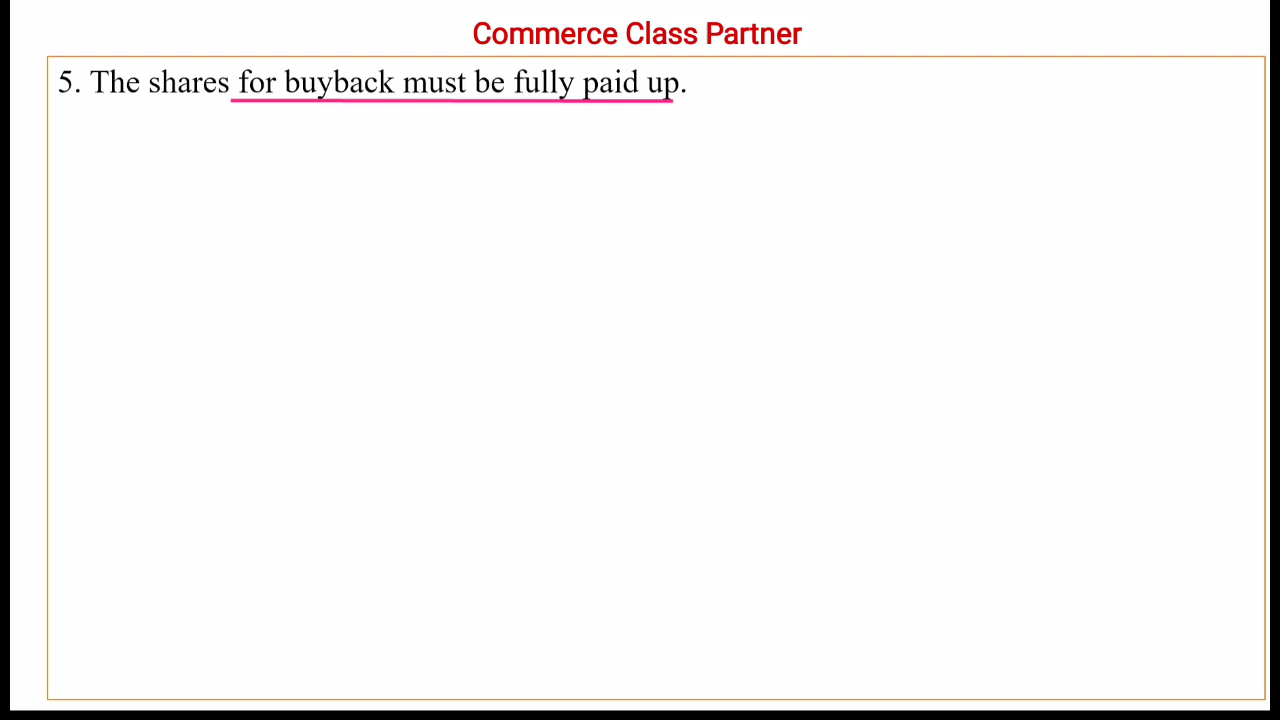 Commerce Class Partner
5. The shares for buyback must be fully paid up.